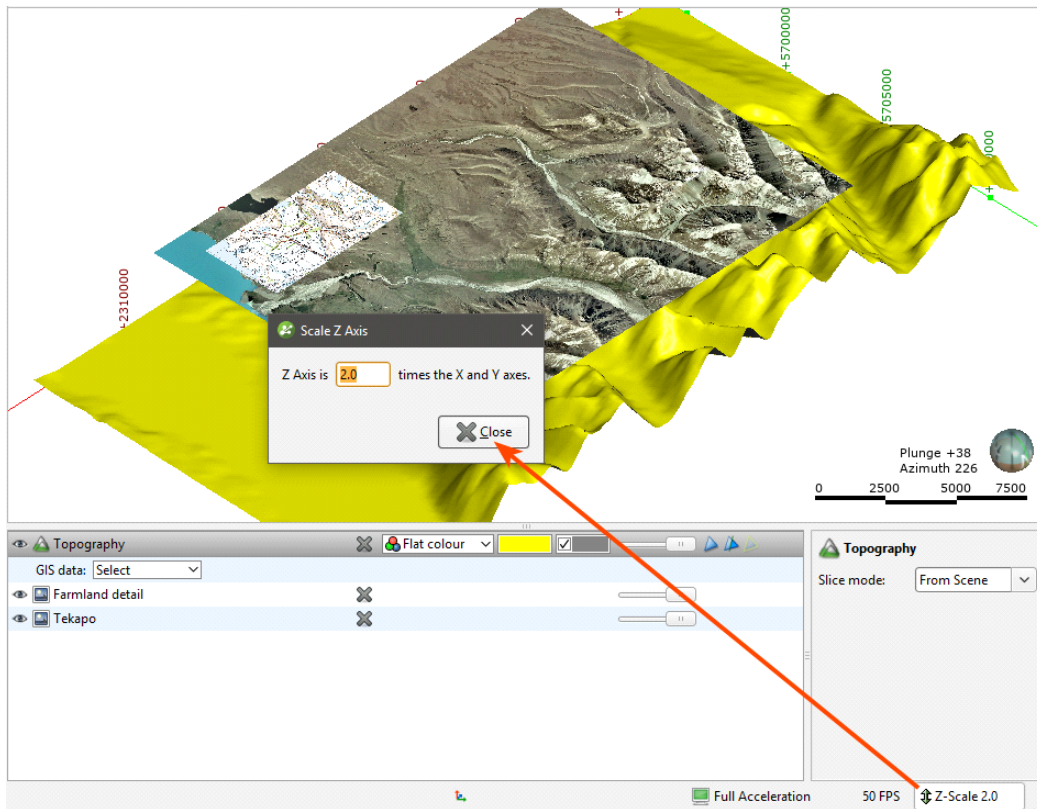 +5700000
5705000
0000
+2310000
Scale Z Axis
Z Axis is 2.0 times the X and Y axes.
Close
Plunge +38
Azimuth 226
0 2500 5000 7500
Topography
Flat colour
GIS data: Select
Farmland detail
Tekapo
Topography
Slice mode: From Scene
Full Acceleration 50 FPS Z-Scale 2.0